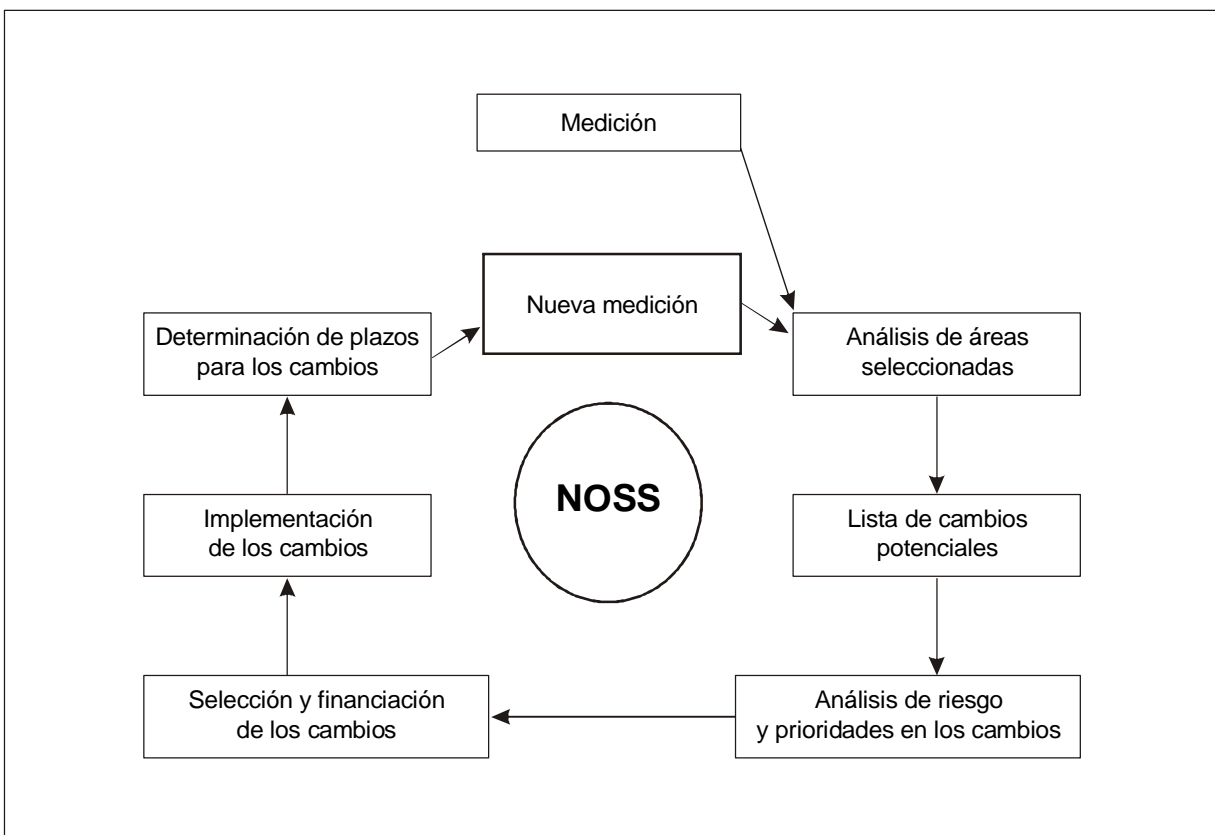 Medición
Nueva medición
Determinación de plazos
para los cambios
Análisis de áreas
seleccionadas
NOSS
Implementación
de los cambios
Lista de cambios
potenciales
Selección y financiación
de los cambios
Análisis de riesgo
y prioridades en los cambios